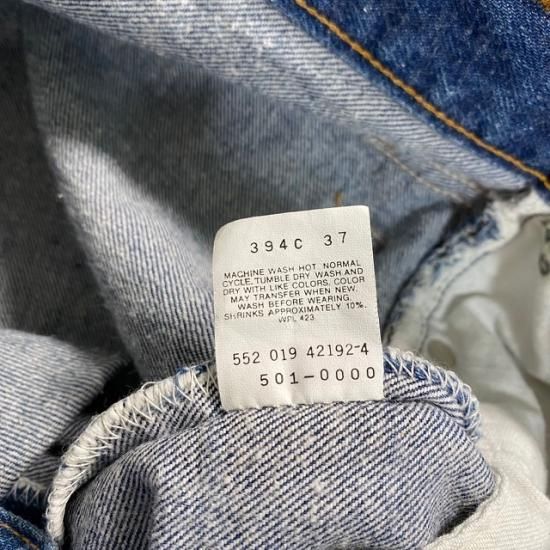 394C 37
MACHINE WASH HOT. NORMAL
CYCLE. TUMBLE DRY. WASH AND
DRY WITH LIKE COLORS. COLOR
MAY TRANSFER WHEN NEW.
WASH BEFORE WEARING.
SHRINKS APPROXIMATELY 10%.
WPL 423.
552 019 42192-4
501-0000